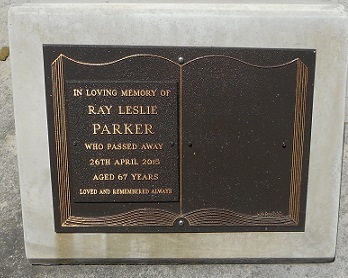 IN LOVING MEMORY OF
RAY LESLIE
PARKER
WHO PASSED AWAY
26TH APRIL 2015
AGED 67 YEARS
LOVED AND REMEMBERED ALWAYS